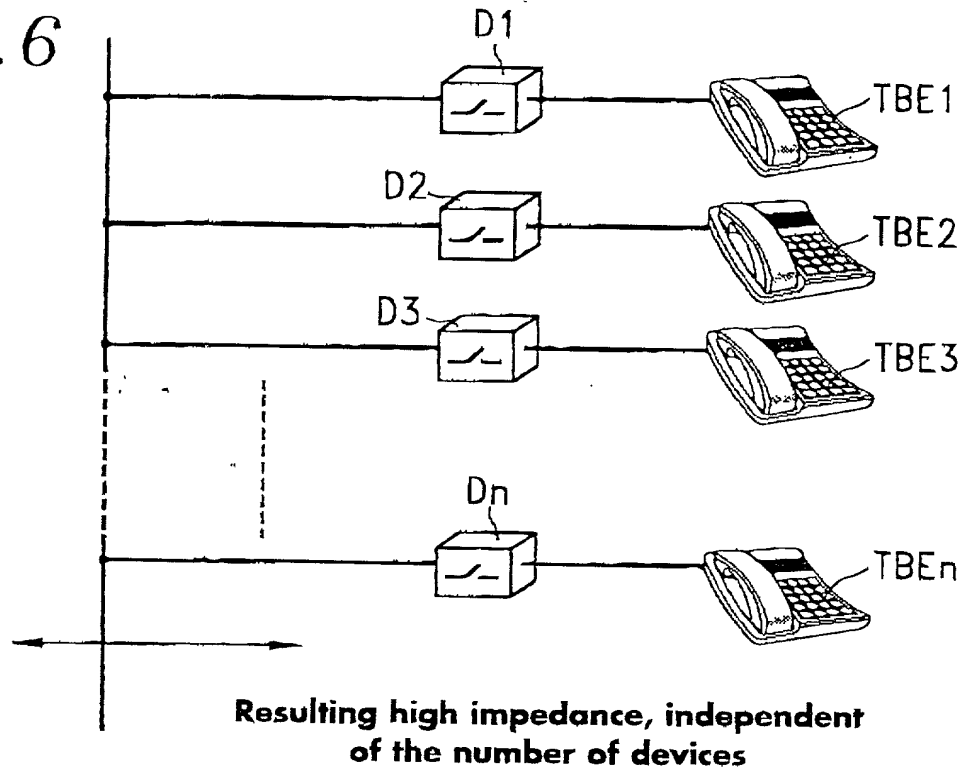 . 6
D1
TBE1
D2
TBE2
D3
TBE3
Dn
TBEn
Resulting high impedance, independent
of the number of devices